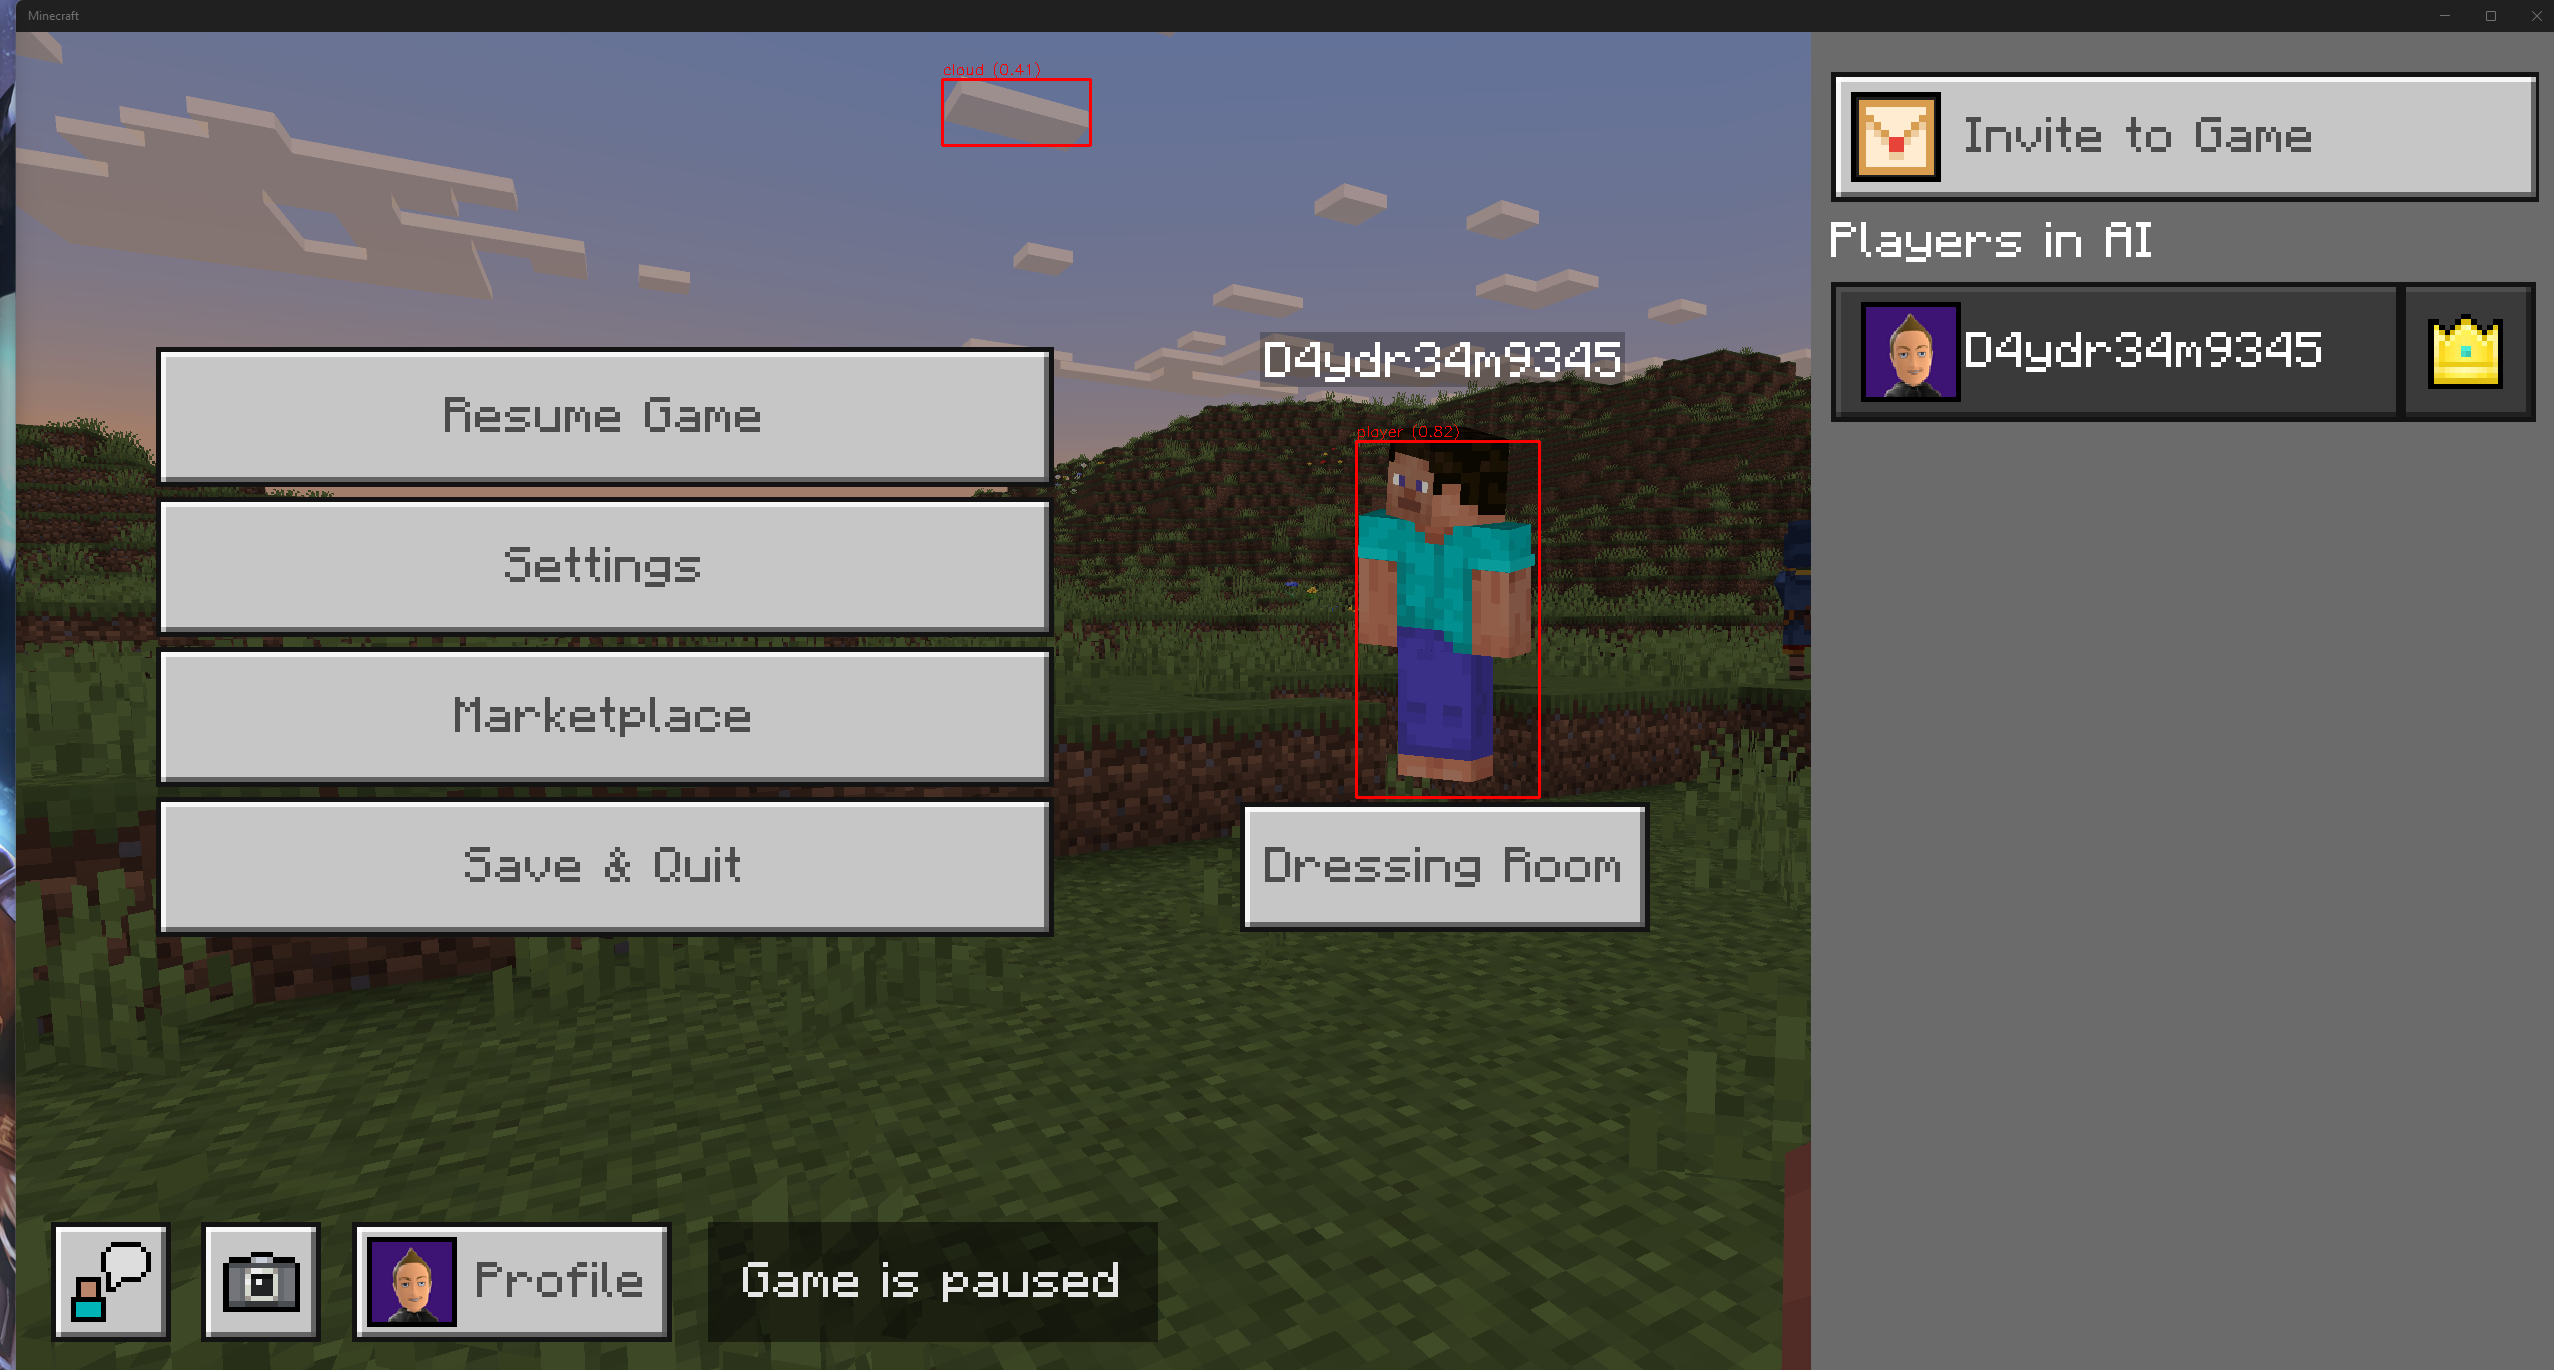 Minecraft
cloud (0.41)
Invite to Game
Players in AI
D4ydr34m9345
D4ydr34m9345
Resume Game
player (0.82)
Settings
Marketplace
Save & Quit
Dressing Room
Profile
Game is paused